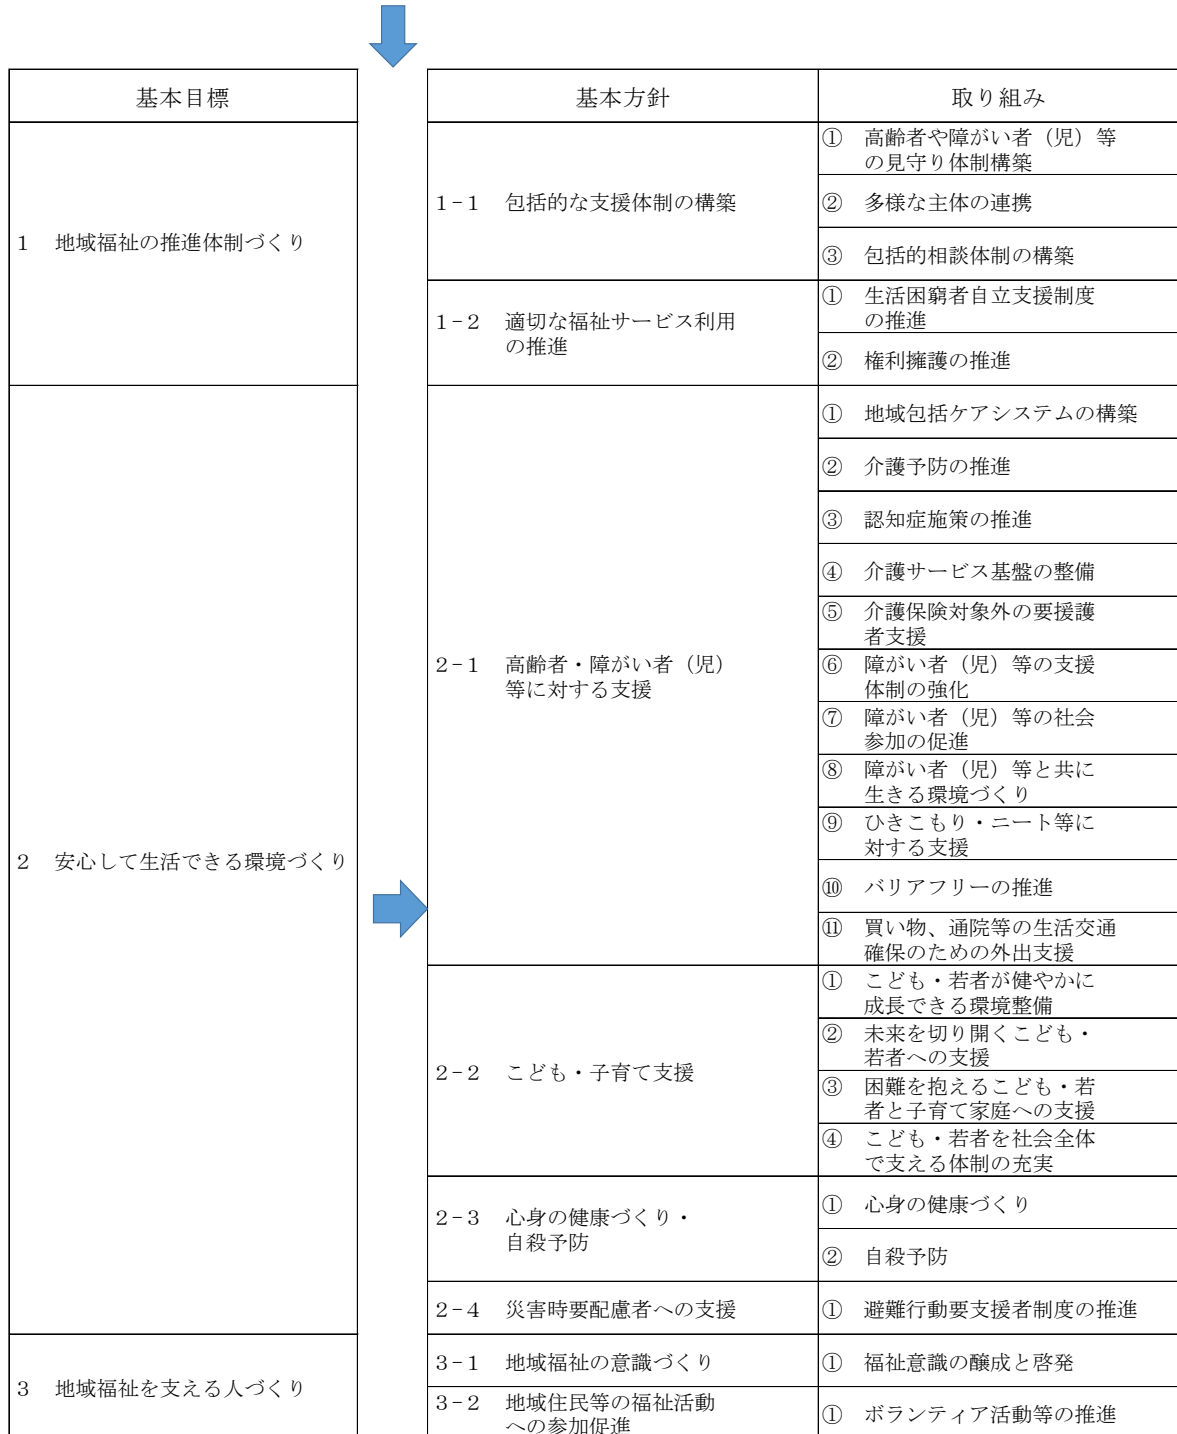 基本目標
基本方針
取り組み
1　地域福祉の推進体制づくり
1-1　包括的な支援体制の構築
①　高齢者や障がい者（児）等
の見守り体制構築
②　多様な主体の連携
③　包括的相談体制の構築
1-2　適切な福祉サービス利用
の推進
①　生活困窮者自立支援制度
の推進
②　権利擁護の推進
2　安心して生活できる環境づくり
2-1　高齢者・障がい者（児）
等に対する支援
①　地域包括ケアシステムの構築
②　介護予防の推進
③　認知症施策の推進
④　介護サービス基盤の整備
⑤　介護保険対象外の要援護
者支援
⑥　障がい者（児）等の支援
体制の強化
⑦　障がい者（児）等の社会
参加の促進
⑧　障がい者（児）等と共に
生きる環境づくり
⑨　ひきこもり・ニート等に
対する支援
⑩　バリアフリーの推進
⑪　買い物、通院等の生活交通
確保のための外出支援
2-2　こども・子育て支援
①　こども・若者が健やかに
成長できる環境整備
②　未来を切り開くこども・
若者への支援
③　困難を抱えるこども・若
者と子育て家庭への支援
④　こども・若者を社会全体
で支える体制の充実
2-3　心身の健康づくり・
自殺予防
①　心身の健康づくり
②　自殺予防
2-4　災害時要配慮者への支援
①　避難行動要支援者制度の推進
3　地域福祉を支える人づくり
3-1　地域福祉の意識づくり
①　福祉意識の醸成と啓発
3-2　地域住民等の福祉活動
への参加促進
①　ボランティア活動等の推進